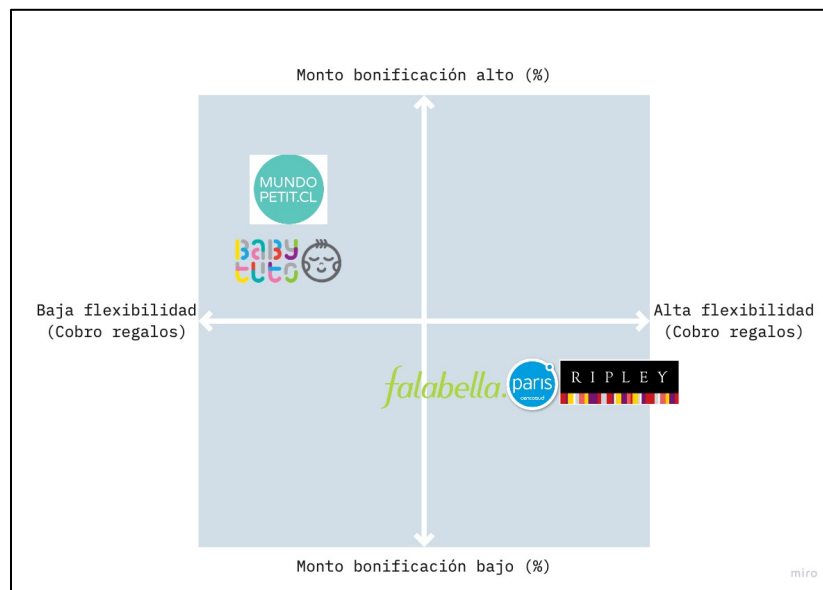 Monto bonificación alto (%)
MUNDO
PETIT.CL
BaBy
tuto
Baja flexibilidad
(Cobro regalos)
Alta flexibilidad
(Cobro regalos)
falabella.
paris
cencosud
RIPLEY
Monto bonificación bajo (%)
miro